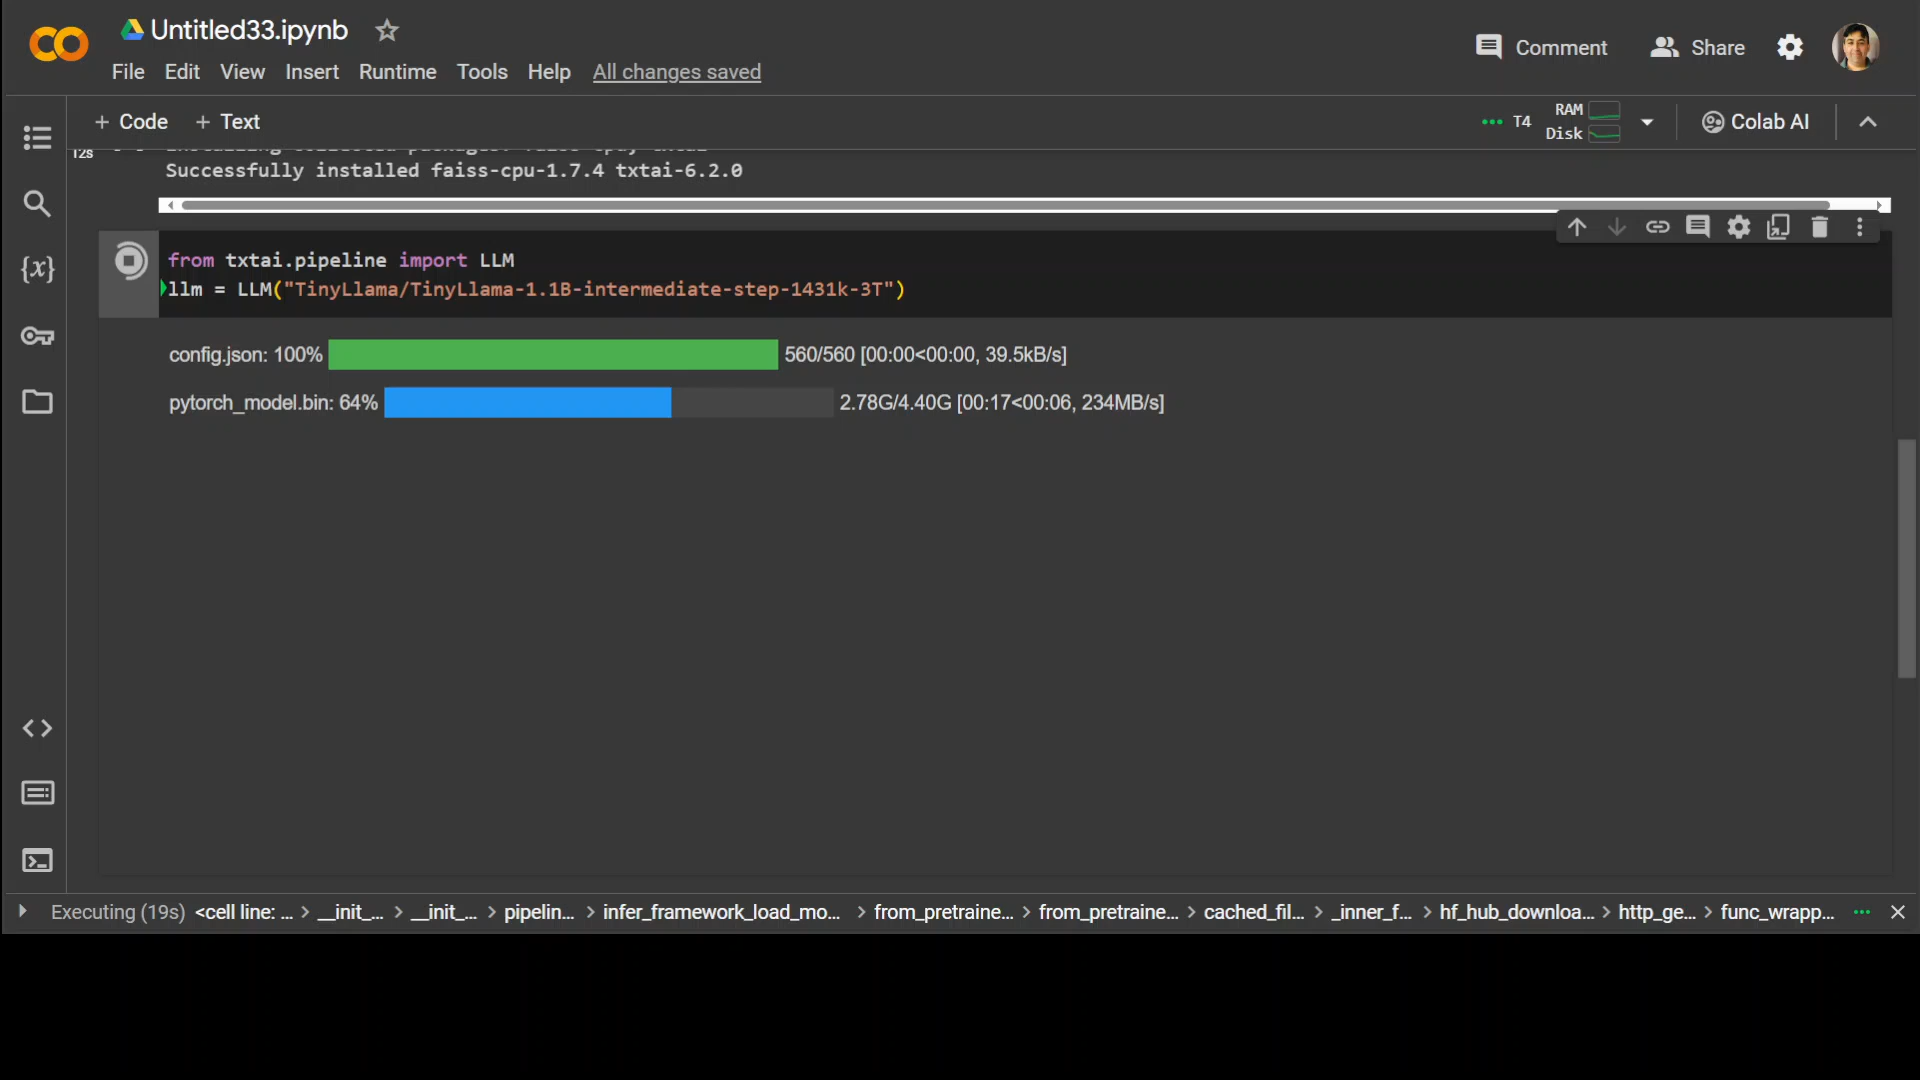 Untitled33.ipynb
Comment
Share
File Edit View Insert Runtime Tools Help All changes saved
+ Code + Text
T4
RAM
Disk
Colab AI
12s
Successfully installed faiss-cpu-1.7.4 txtai-6.2.0
{x}
from txtai.pipeline import LLM
llm = LLM("TinyLlama/TinyLlama-1.1B-intermediate-step-1431k-3T")
config.json: 100% 560/560 [00:00<00:00, 39.5kB/s]
pytorch_model.bin: 64% 2.78G/4.40G [00:17<00:06, 234MB/s]
Executing (19s) <cell line: ... > __init_... > __init_... > pipelin... > infer_framework_load_mo... > from_pretraine... > from_pretraine... > cached_fil... > _inner_f... > hf_hub_downloa... > http_ge... > func_wrapp...